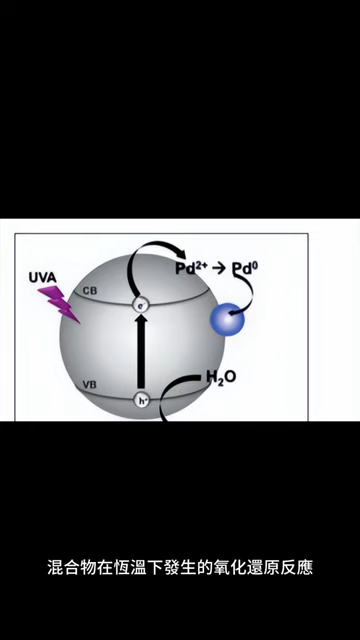 UVA
Pd²⁺ → Pd⁰
CB
e⁻
VB
H₂O
h⁺
混合物在恆溫下發生的氧化還原反應